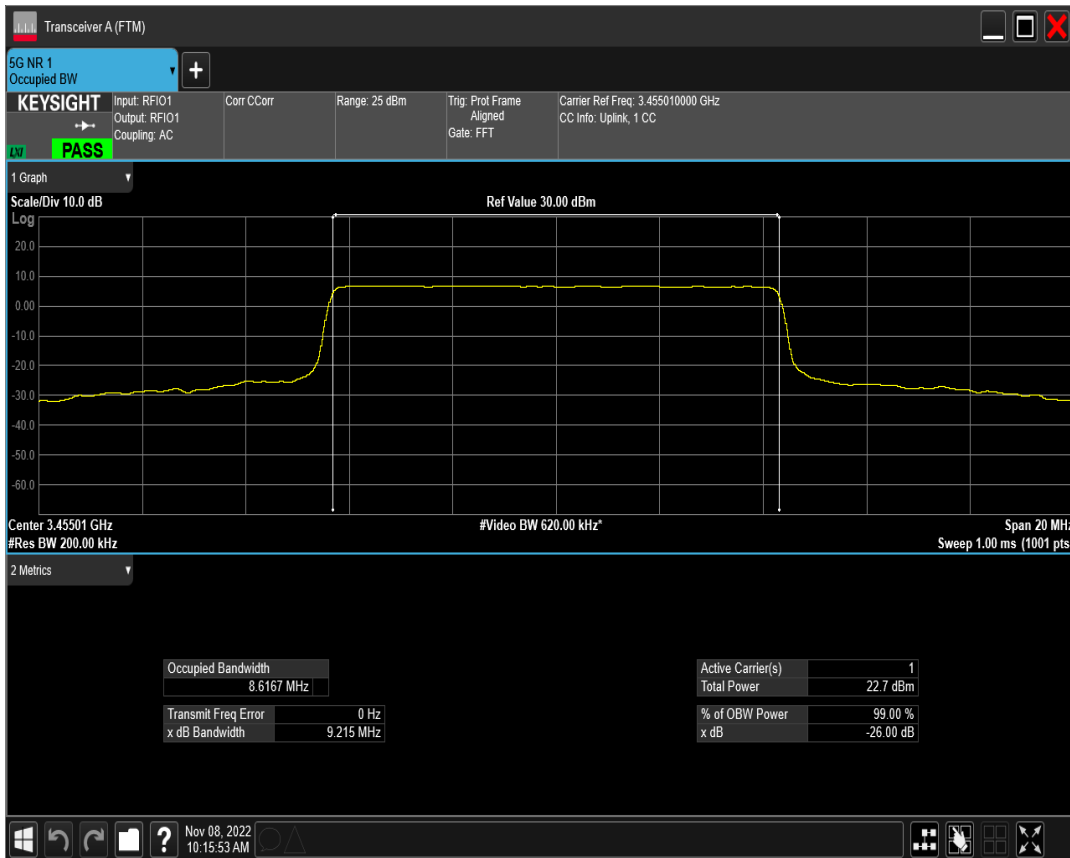 Transceiver A (FTM)
5G NR 1
Occupied BW
+
KEYSIGHT
LXI
PASS
Input: RFIO1
Output: RFIO1
Coupling: AC
Corr CCorr
Range: 25 dBm
Trig: Prot Frame
Aligned
Gate: FFT
Carrier Ref Freq: 3.455010000 GHz
CC Info: Uplink, 1 CC
1 Graph
Scale/Div 10.0 dB
Ref Value 30.00 dBm
Log
20.0
10.0
0.00
-10.0
-20.0
-30.0
-40.0
-50.0
-60.0
Center 3.45501 GHz
#Video BW 620.00 kHz*
Span 20 MHz
#Res BW 200.00 kHz
Sweep 1.00 ms (1001 pts
2 Metrics
Occupied Bandwidth
8.6167 MHz
Transmit Freq Error 0 Hz
x dB Bandwidth 9.215 MHz
Active Carrier(s) 1
Total Power 22.7 dBm
% of OBW Power 99.00 %
x dB -26.00 dB
?
Nov 08, 2022
10:15:53 AM